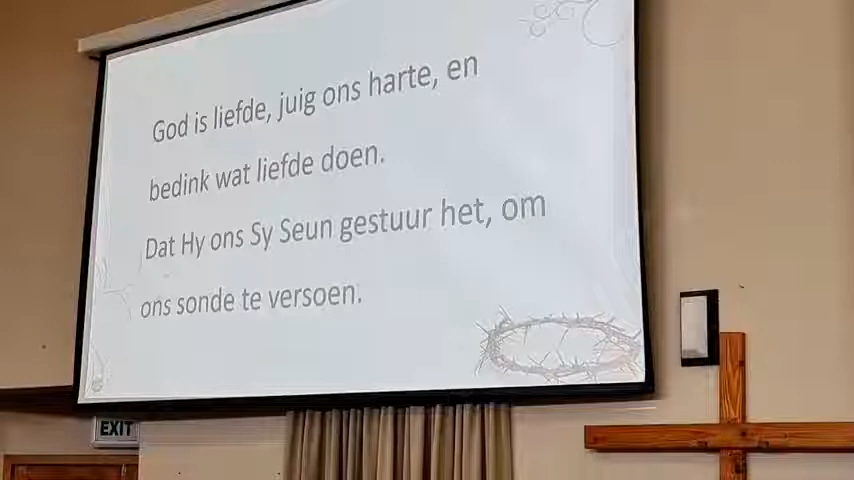 God is liefde, juig ons harte, en
bedink wat liefde doen.
Dat Hy ons Sy Seun gestuur het, om
ons sonde te versoen.
EXIT